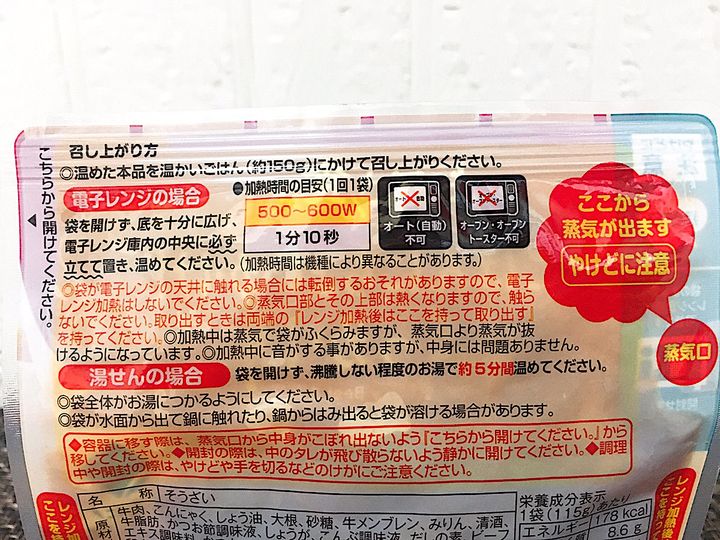 こちらから開けてください。
召し上がり方
◎温めた本品を温かいごはん(約150g)にかけて召し上がりください。
電子レンジの場合
●加熱時間の目安(1回1袋)
500〜600W
1分10秒
オート(自動)
不可
オーブン・オーブン
トースター不可
袋を開けず、底を十分に広げ、
電子レンジ庫内の中央に必ず
立てて置き、温めてください。(加熱時間は機種により異なることがあります。)
◎袋が電子レンジの天井に触れる場合には転倒するおそれがありますので、電子
レンジ加熱はしないでください。◎蒸気口部とその上部は熱くなりますので、触ら
ないでください。取り出すときは両端の『レンジ加熱後はここを持って取り出す』
を持ってください。◎加熱中は蒸気で袋がふくらみますが、蒸気口より蒸気が抜
けるようになっています。◎加熱中に音がする事がありますが、中身には問題ありません。
ここから
蒸気が出ます
やけどに注意
蒸気口
湯せんの場合
袋を開けず、沸騰しない程度のお湯で約5分間温めてください。
◎袋全体がお湯につかるようにしてください。
◎袋が水面から出て鍋に触れたり、鍋からはみ出ると袋が溶ける場合があります。
◆容器に移す際は、蒸気口から中身がこぼれ出ないよう『こちらから開けてください。』から
移してください。◆開封の際は、中のタレが飛び散らないよう静かに開けてください。◆調理
中や開封の際は、やけどや手を切るなどのけがにご注意ください。
名 称 そうざい
原材
牛肉、こんにゃく、しょう油、大根、砂糖、牛メンブレン、みりん、清酒、
牛脂肪、かつお節調味液、しょうが、こんぶ調味液、だしの素、ビーフ
栄養成分表示
1袋(115g)あたり
エネルギー 178 kcal
8.6 g
レンジ加
ここを持
レンジ加熱後
ここを持って